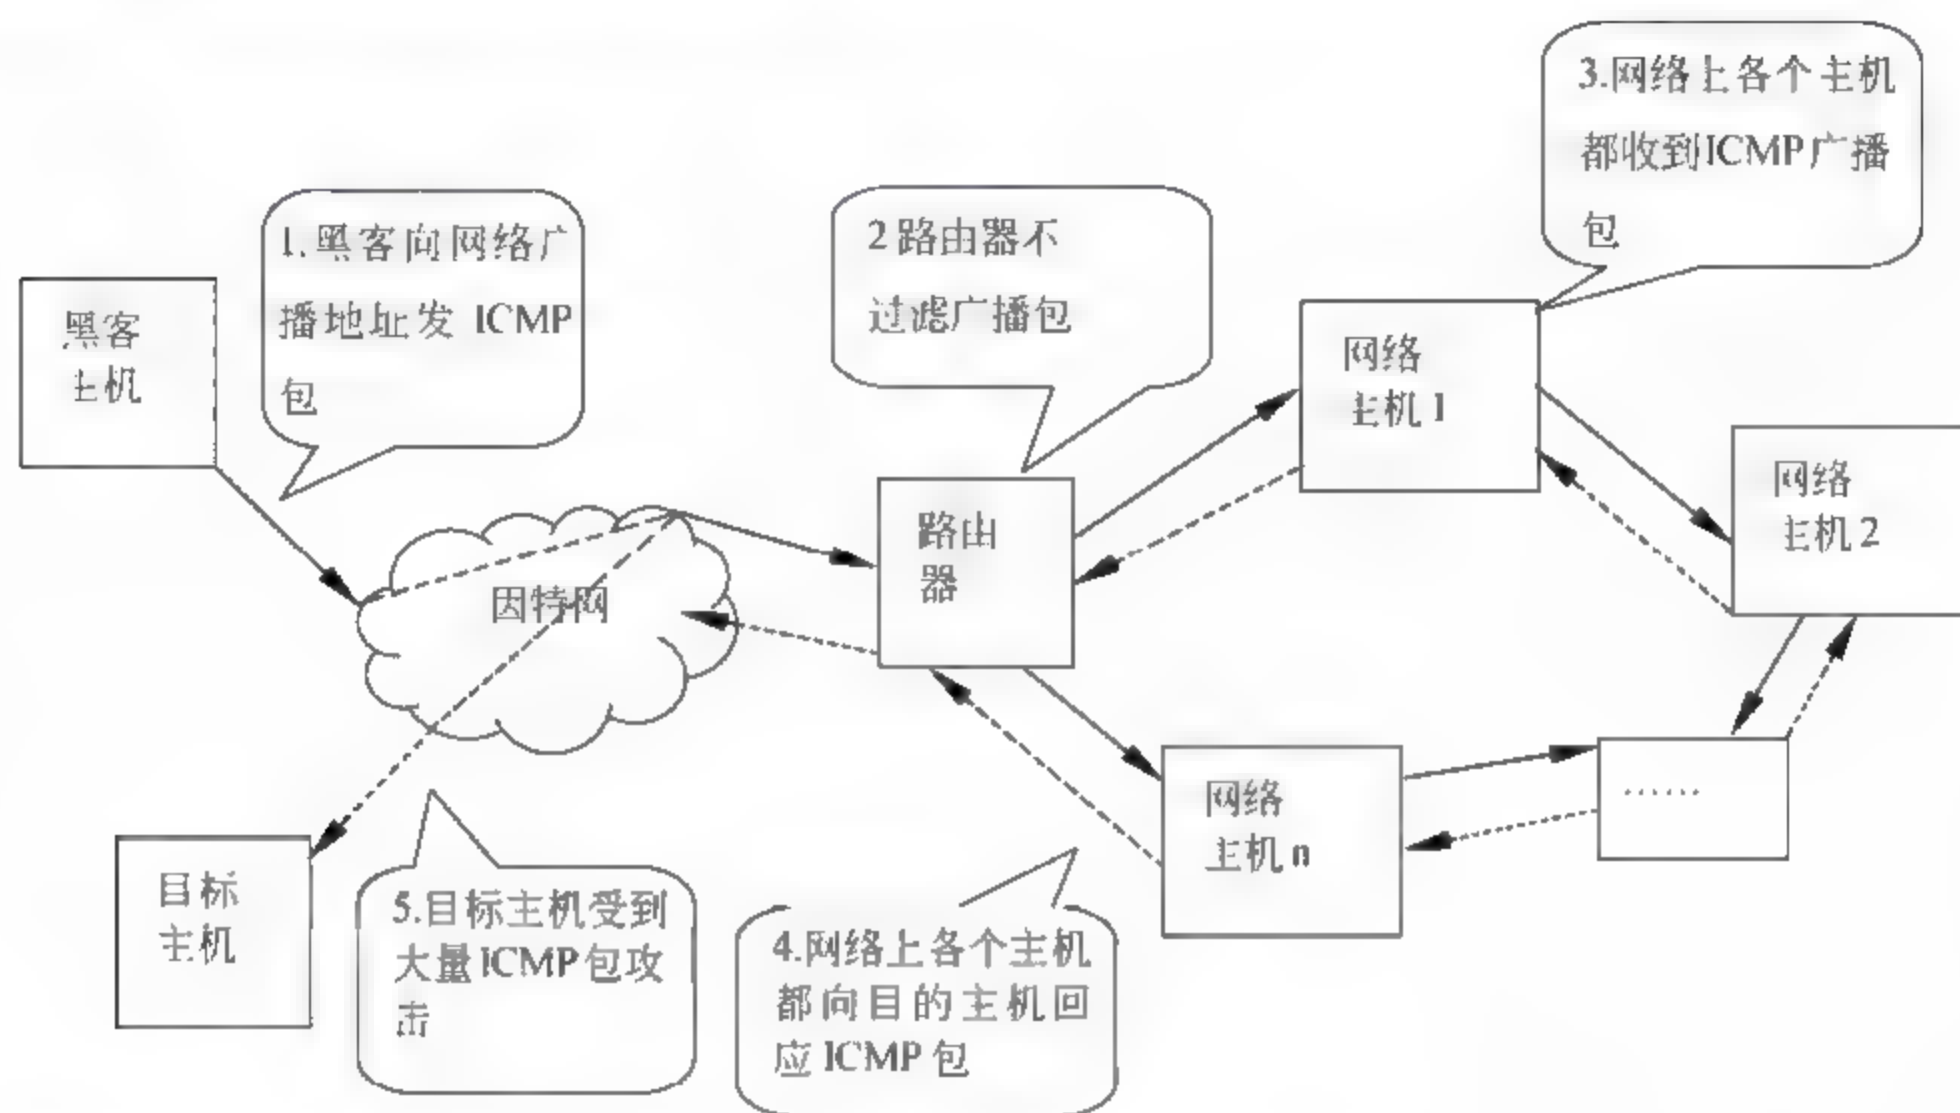 3.网络上各个主机
都收到ICMP广播
包
1.黑客向网络广
播地址发 ICMP
包
2路由器不
过滤广播包
黑客
主机
网络
主机1
网络
主机2
路由
器
因特网
网络
主机n
......
目标
主机
5.目标主机受到
大量ICMP包攻
击
4.网络上各个主机
都向目的主机回
应ICMP包